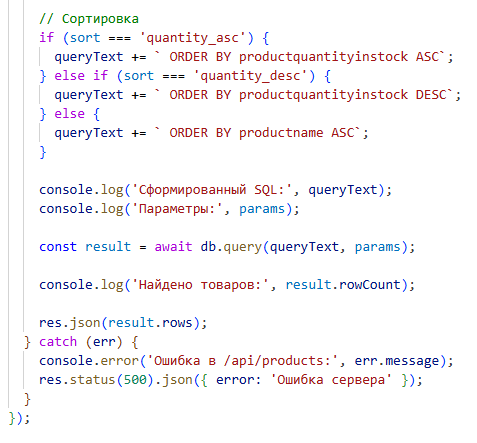 // Сортировка
if (sort === 'quantity_asc') {
queryText += ` ORDER BY productquantityinstock ASC`;
} else if (sort === 'quantity_desc') {
queryText += ` ORDER BY productquantityinstock DESC`;
} else {
queryText += ` ORDER BY productname ASC`;
}
console.log('Сформированный SQL:', queryText);
console.log('Параметры:', params);
const result = await db.query(queryText, params);
console.log('Найдено товаров:', result.rowCount);
res.json(result.rows);
} catch (err) {
console.error('Ошибка в /api/products:', err.message);
res.status(500).json({ error: 'Ошибка сервера' });
}
});